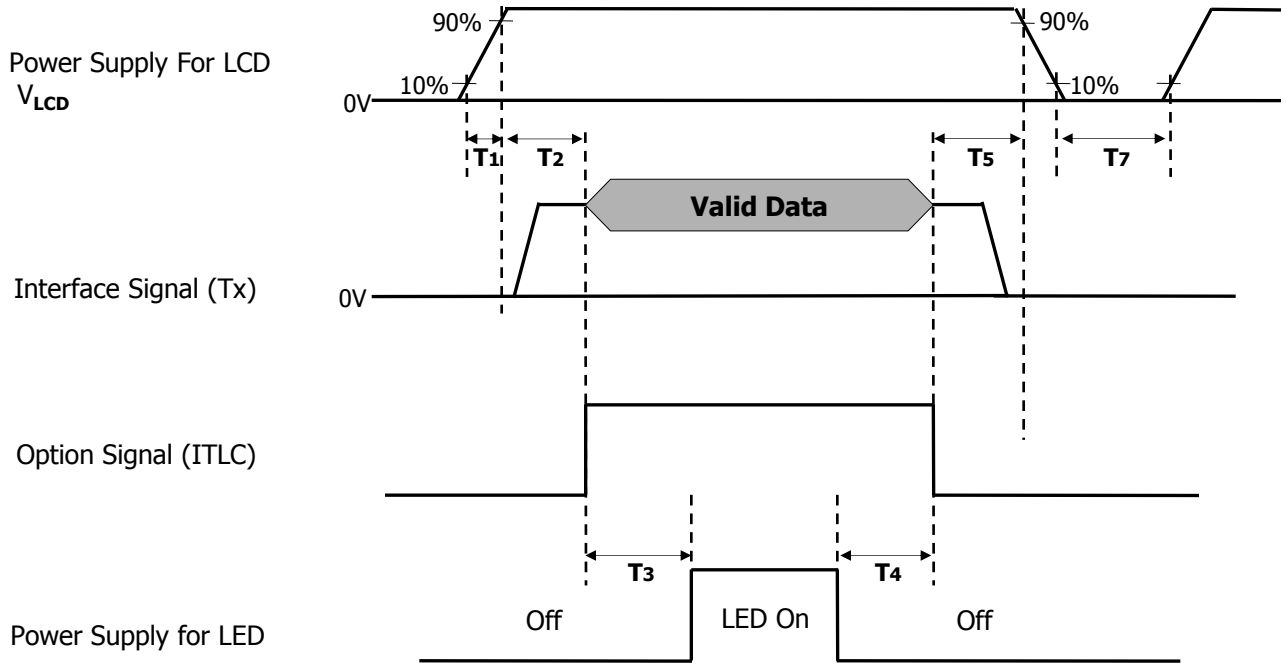 90%
90%
Power Supply For LCD
10%
10%
VLCD
0V
T1
T2
T5
T7
Valid Data
Interface Signal (Tx)
0V
Option Signal (ITLC)
T3
T4
Off
LED On
Off
Power Supply for LED